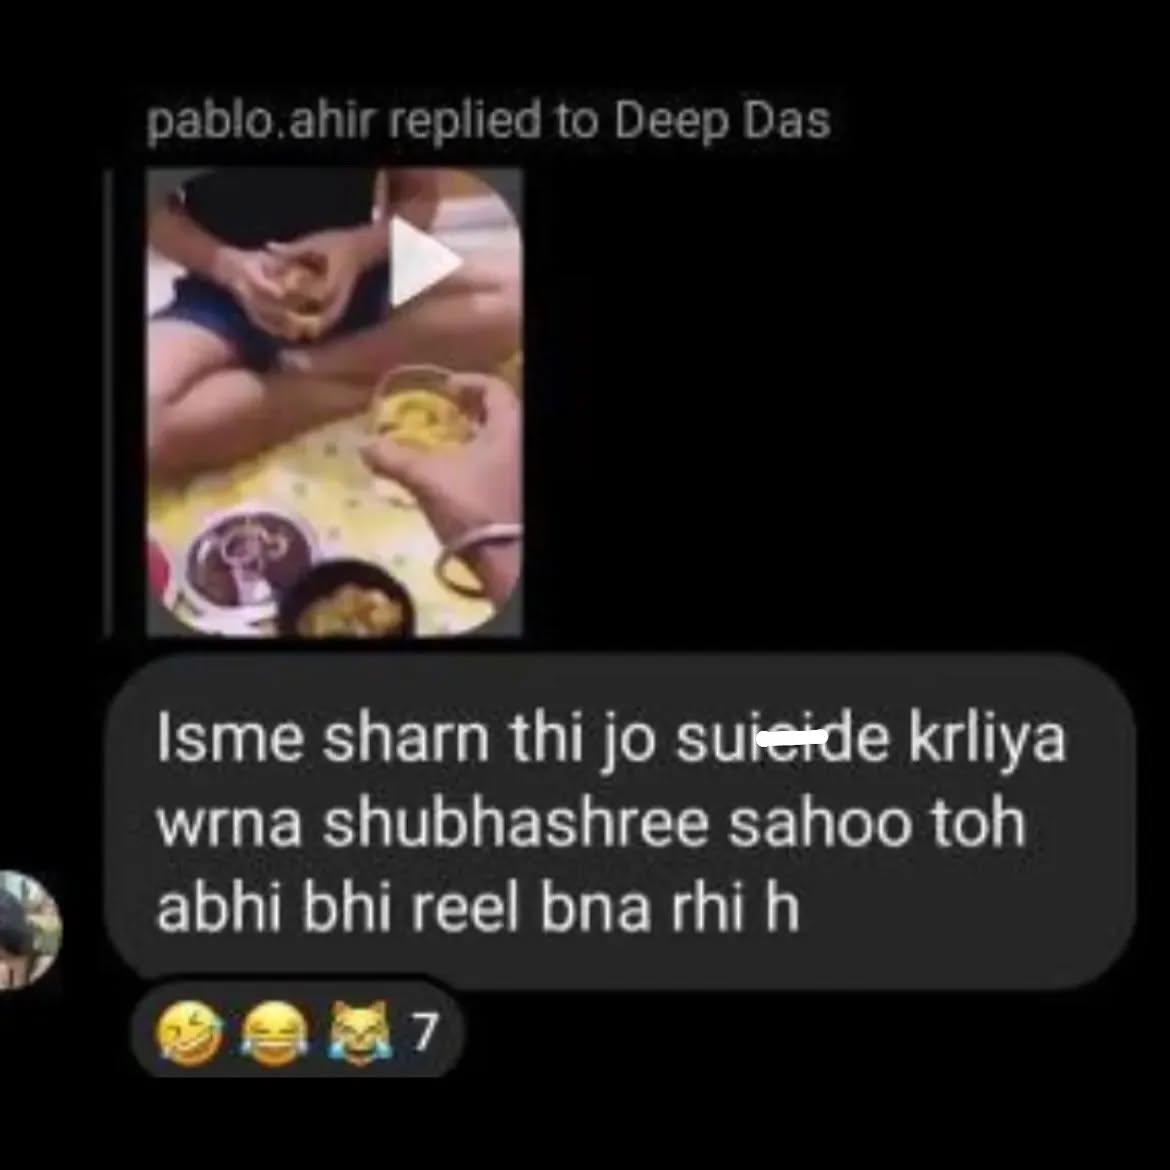 pablo.ahir replied to Deep Das
Isme sharn thi jo suicide krliya
wrna shubhashree sahoo toh
abhi bhi reel bna rhi h
🤣😂😹 7